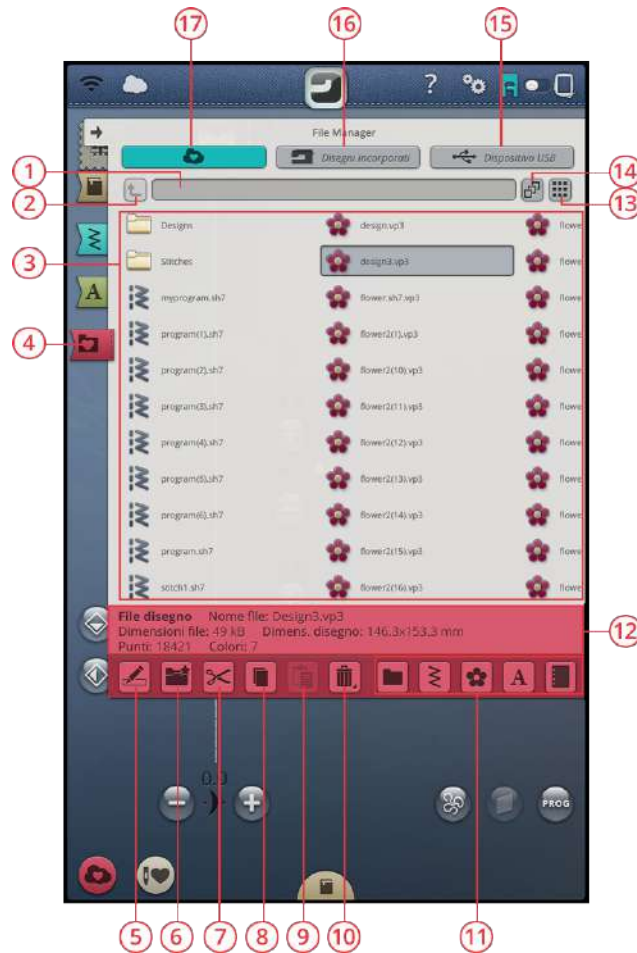 17
16
15
?
File Manager
Disegni incorporati
Dispositivo USB
1
14
2
13
Designs
design.vp3
flowe
3
Stitches
design3.vp3
flowe
myprogram.sh7
flower.sh7.vp3
flowe
A
program(1).sh7
flower2(1).vp3
flowe
4
program(2).sh7
flower2(10).vp3
flowe
program(3).sh7
flower2(11).vp3
flowe
program(4).sh7
flower2(12).vp3
flowe
program(5).sh7
flower2(13).vp3
flowe
program(6).sh7
flower2(14).vp3
flowe
program.sh7
flower2(15).vp3
flowe
stitch1.sh7
flower2(16).vp3
flowe
File disegno Nome file: Design3.vp3
Dimensioni file: 49 kB Dimens. disegno: 146.3x153.3 mm
Punti: 18421 Colori: 7
12
A
0.0
PROG
5
6
7
8
9
10
11